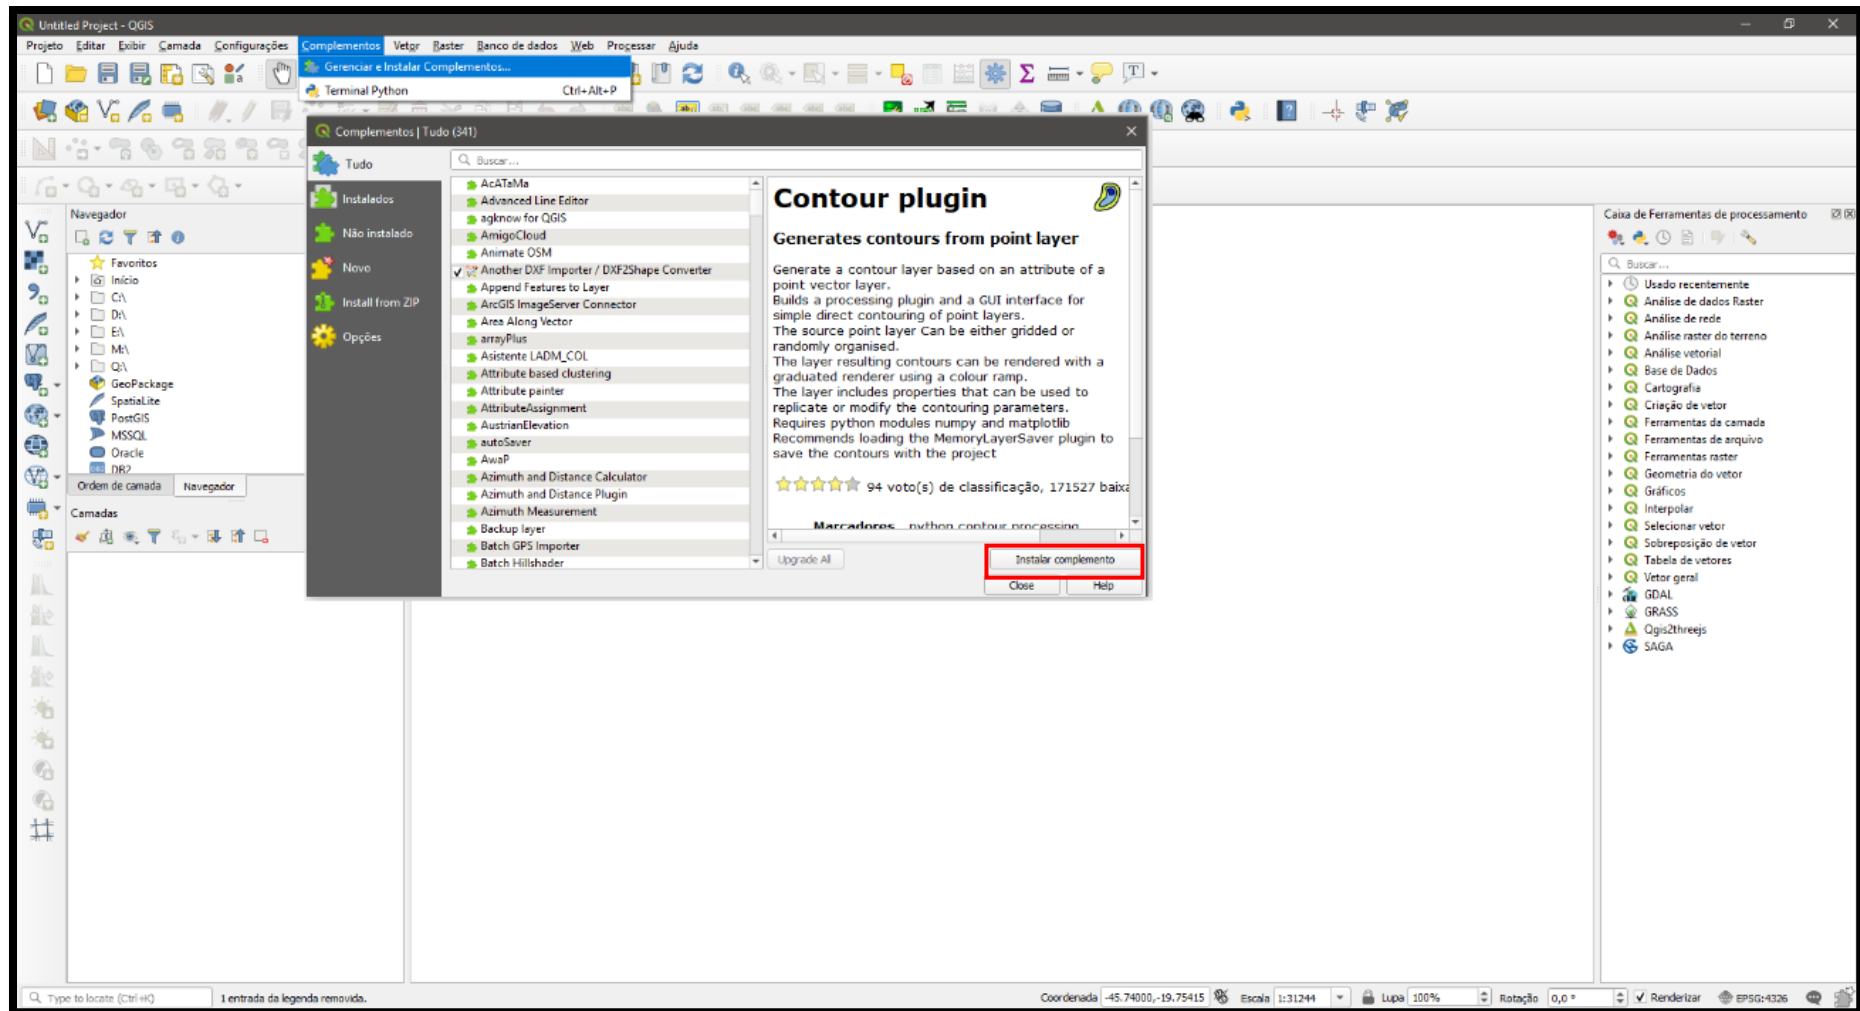 Untitled Project - QGIS
Projeto Editar Exibir Camada Configurações Complementos Vetor Raster Banco de dados Web Processar Ajuda
Gerenciar e Instalar Complementos...
Terminal Python Ctrl+Alt+P
Complementos | Tudo (341)
Tudo
Instalados
Não instalado
Novo
Install from ZIP
Opções
Buscar...
AcATaMa
Advanced Line Editor
agknow for QGIS
AmigoCloud
Animate OSM
Another DXF Importer / DXF2Shape Converter
Append Features to Layer
ArcGIS ImageServer Connector
Area Along Vector
arrayPlus
Asistente LADM_COL
Attribute based clustering
Attribute painter
AttributeAssignment
AustrianElevation
autoSaver
AwaP
Azimuth and Distance Calculator
Azimuth and Distance Plugin
Azimuth Measurement
Backup layer
Batch GPS Importer
Batch Hillshader
Contour plugin
Generates contours from point layer
Generate a contour layer based on an attribute of a
point vector layer.
Builds a processing plugin and a GUI interface for
simple direct contouring of point layers.
The source point layer Can be either gridded or
randomly organised.
The layer resulting contours can be rendered with a
graduated renderer using a colour ramp.
The layer includes properties that can be used to
replicate or modify the contouring parameters.
Requires python modules numpy and matplotlib
Recommends loading the MemoryLayerSaver plugin to
save the contours with the project
94 voto(s) de classificação, 171527 baixa
Marcadores python contour processing
Upgrade All
Instalar complemento
Close
Help
Navegador
Favoritos
Início
C:\
D:\
E:\
M:\
Q:\
GeoPackage
SpatiaLite
PostGIS
MSSQL
Oracle
DB2
Ordem de camada
Navegador
Camadas
Caixa de Ferramentas de processamento
Buscar...
Usado recentemente
Análise de dados Raster
Análise de rede
Análise raster do terreno
Análise vetorial
Base de Dados
Cartografia
Criação de vetor
Ferramentas da camada
Ferramentas de arquivo
Ferramentas raster
Geometria do vetor
Gráficos
Interpolar
Selecionar vetor
Sobreposição de vetor
Tabela de vetores
Vetor geral
GDAL
GRASS
Qgis2threejs
SAGA
Type to locate (Ctrl+K)
1 entrada da legenda removida.
Coordenada -45.74000,-19.75415 Escala 1:31244 Lupa 100% Rotação 0,0 ° Renderizar EPSG:4326